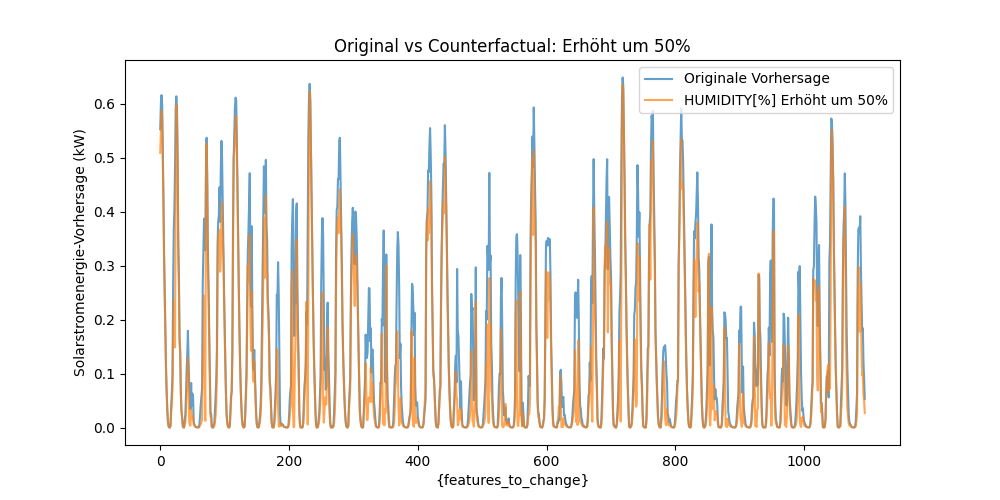 Original vs Counterfactual: Erhöht um 50%
Originale Vorhersage
HUMIDITY[%] Erhöht um 50%
Solarstromenergie-Vorhersage (kW)
0.6
0.5
0.4
0.3
0.2
0.1
0.0
0 200 400 600 800 1000
{features_to_change}